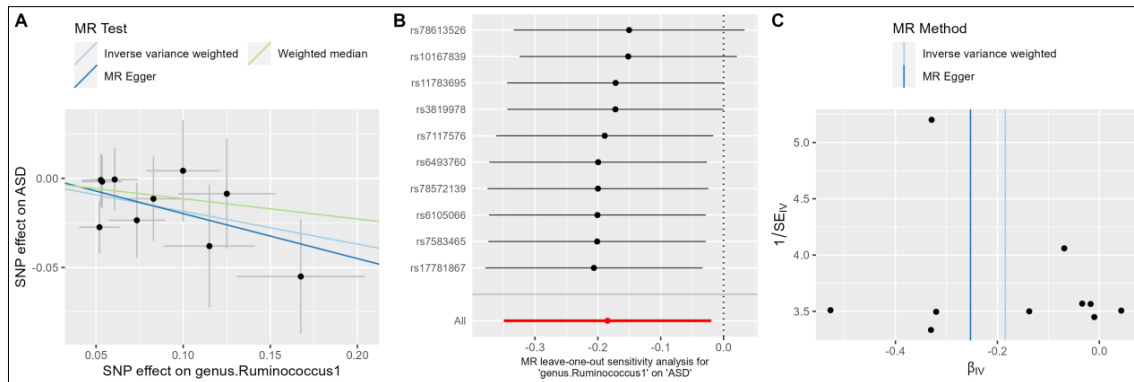 A
MR Test
Inverse variance weighted
Weighted median
MR Egger
0.00
-0.05
SNP effect on ASD
0.05
0.10
0.15
0.20
SNP effect on genus.Ruminococcus1
B
rs78613526
rs10167839
rs11783695
rs3819978
rs7117576
rs6493760
rs78572139
rs6105066
rs7583465
rs17781867
All
-0.3
-0.2
-0.1
0.0
MR leave-one-out sensitivity analysis for
'genus.Ruminococcus1' on 'ASD'
C
MR Method
Inverse variance weighted
MR Egger
5.0
4.5
4.0
3.5
1/SE_IV
-0.4
-0.2
0.0
β_IV